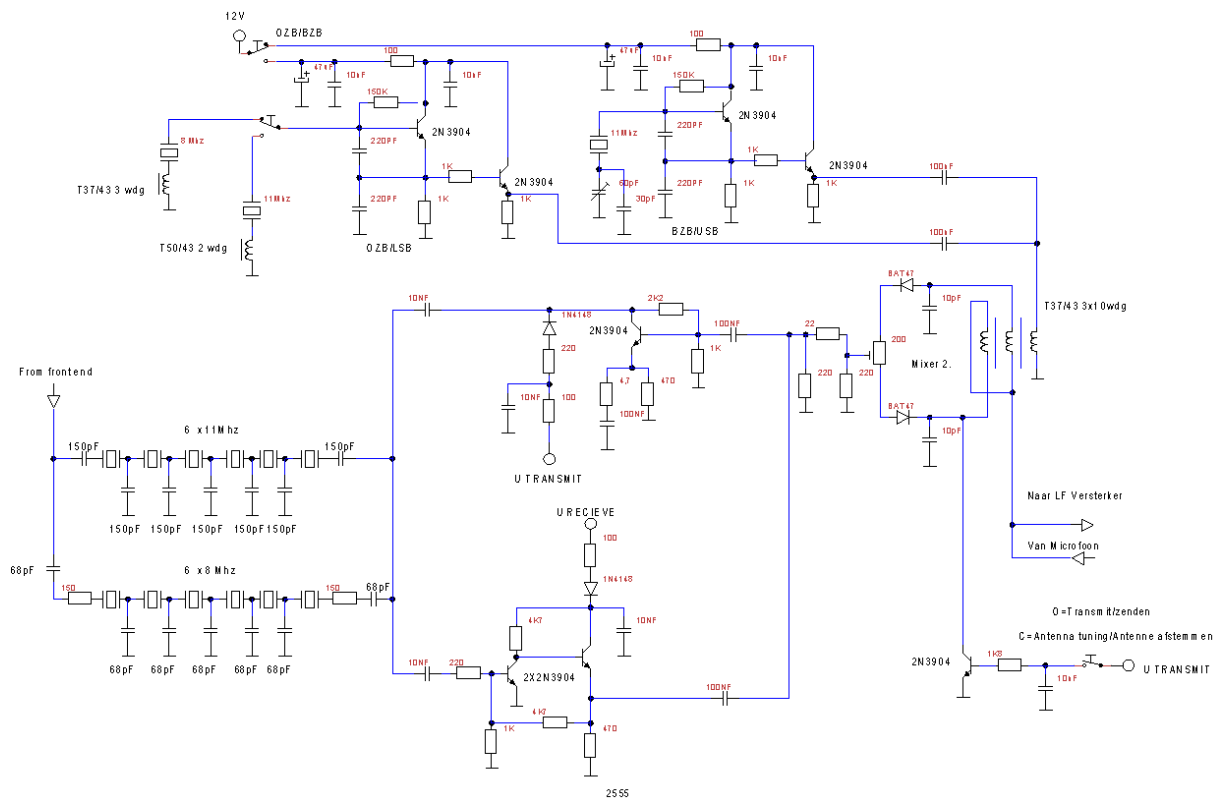 12V
OZB/BZB
100
47uF
10nF
10nF
150K
2N3904
8 Mhz
220PF
1K
2N3904
T37/43 3 wdg
11Mhz
220PF
1K
1K
T50/43 2 wdg
OZB/LSB
100
47uF
10nF
10nF
150K
2N3904
11Mhz
220PF
1K
2N3904
60pF
220PF
1K
1K
30pF
BZB/USB
100nF
100nF
BAT47
10pF
T37/43 3x10wdg
10NF
1N4148
2N3904
2K2
100NF
22
200
220
1K
Mixer 2.
4,7
470
220
220
10NF
100
100NF
BAT47
10pF
U TRANSMIT
From frontend
6 x11Mhz
150pF
150pF
150pF
150pF
150pF
150pF
150pF
U RECIEVE
100
1N4148
Naar LF Versterker
Van Microfoon
68pF
6 x8Mhz
150
150
68pF
68pF
68pF
68pF
68pF
68pF
4K7
10NF
10NF
220
2X2N3904
4K7
1K
470
100NF
O=Transmit/zenden
C=Antenna tuning/Antenne afstemmen
2N3904
1K8
10nF
U TRANSMIT
2555